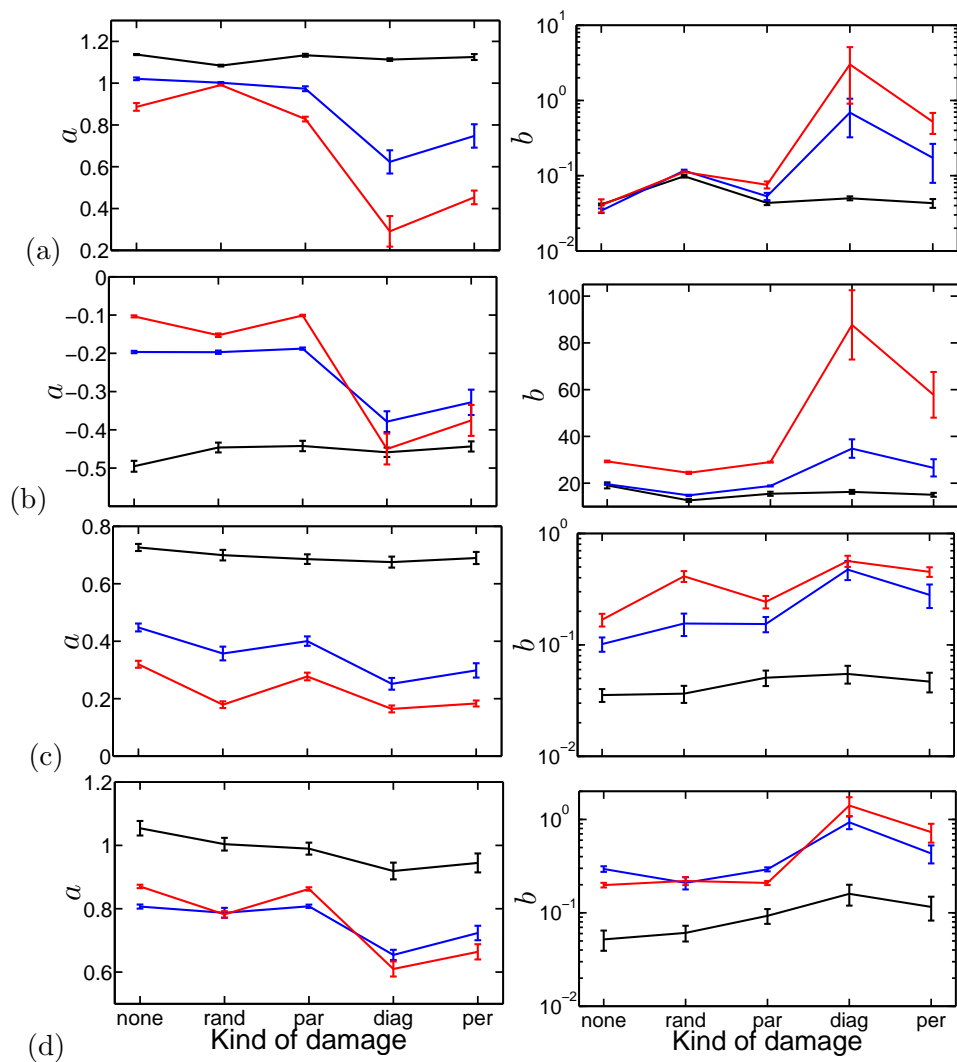 1.2
1
0.8
0.6
0.4
0.2
a
(a)
10^1
10^0
10^−1
10^−2
b
0
−0.1
−0.2
−0.3
−0.4
−0.5
a
(b)
100
80
60
40
20
b
0.8
0.6
0.4
0.2
0
a
(c)
10^0
10^−1
10^−2
b
1.2
1
0.8
0.6
a
none rand par diag per
Kind of damage
(d)
10^0
10^−1
10^−2
b
none rand par diag per
Kind of damage